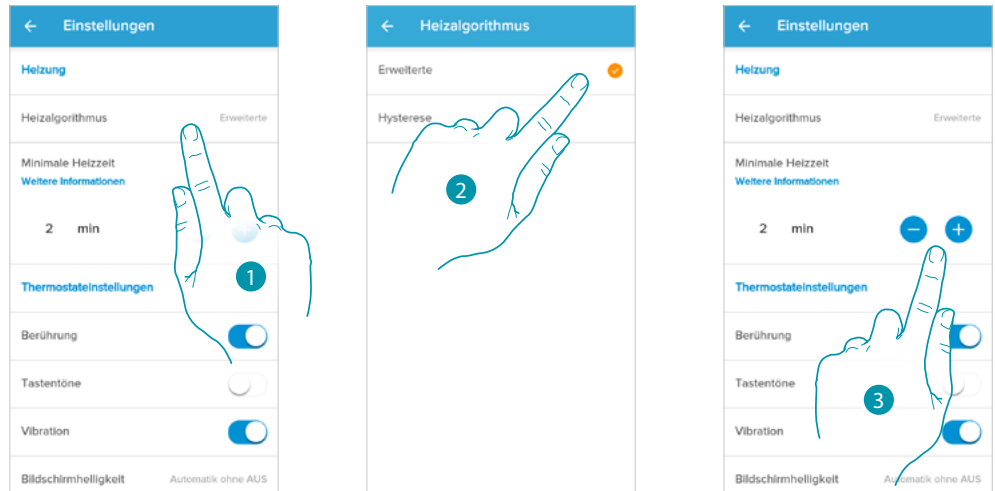 ← Einstellungen
Heizung
Heizalgorithmus Erweiterte
Minimale Heizzeit
Weitere Informationen
2 min
+
1
Thermostateinstellungen
Berührung
Tastentöne
Vibration
Bildschirmhelligkeit Automatik ohne AUS
← Heizalgorithmus
Erweiterte
Hysterese
2
← Einstellungen
Heizung
Heizalgorithmus Erweiterte
Minimale Heizzeit
Weitere Informationen
2 min − +
Thermostateinstellungen
Berührung
Tastentöne
3
Vibration
Bildschirmhelligkeit Automatik ohne AUS